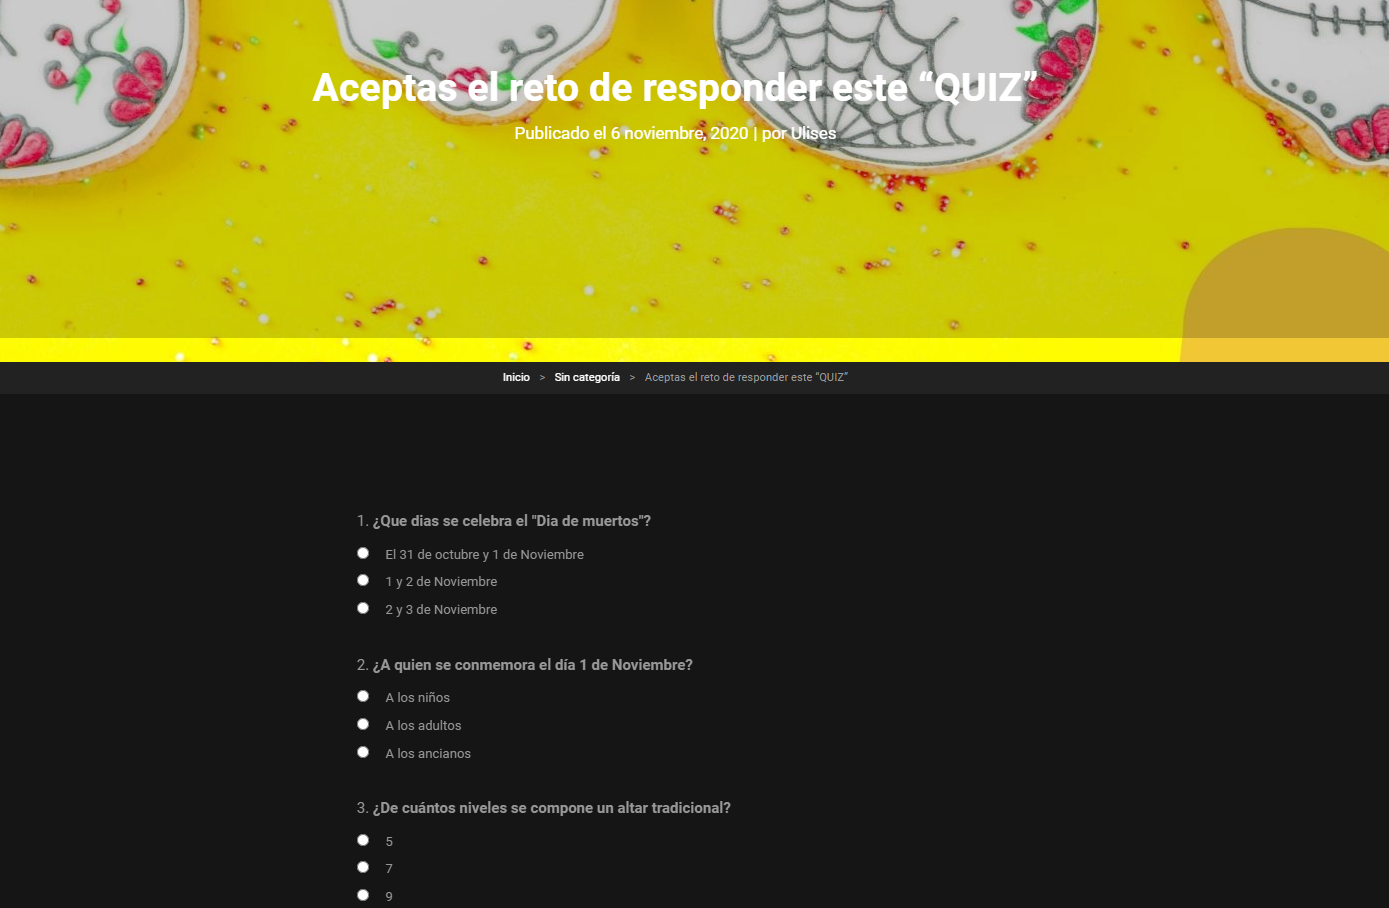 Aceptas el reto de responder este “QUIZ”
Publicado el 6 noviembre, 2020 | por Ulises
Inicio > Sin categoría > Aceptas el reto de responder este “QUIZ”
1. ¿Que dias se celebra el "Dia de muertos"?
El 31 de octubre y 1 de Noviembre
1 y 2 de Noviembre
2 y 3 de Noviembre
2. ¿A quien se conmemora el día 1 de Noviembre?
A los niños
A los adultos
A los ancianos
3. ¿De cuántos niveles se compone un altar tradicional?
5
7
9